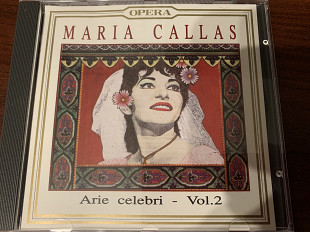 OPERA
MARIA CALLAS
Arie celebri - Vol.2